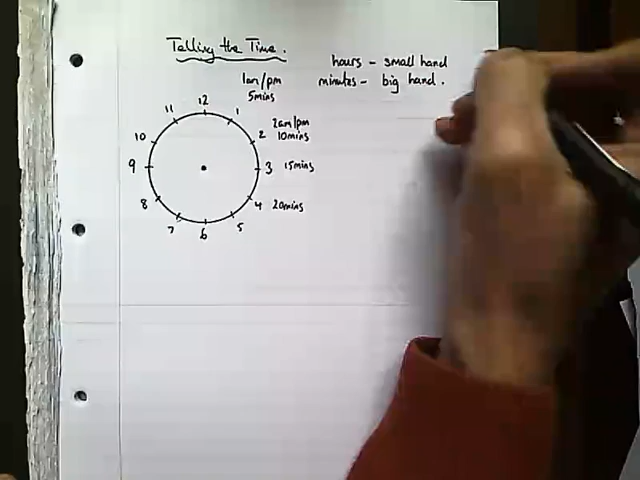 Telling the Time.
hours - small hand
minutes - big hand.
1am/pm
5mins
12
11
1
2am/pm
10
2
10mins
9
3
15mins
8
4
20mins
7
6
5